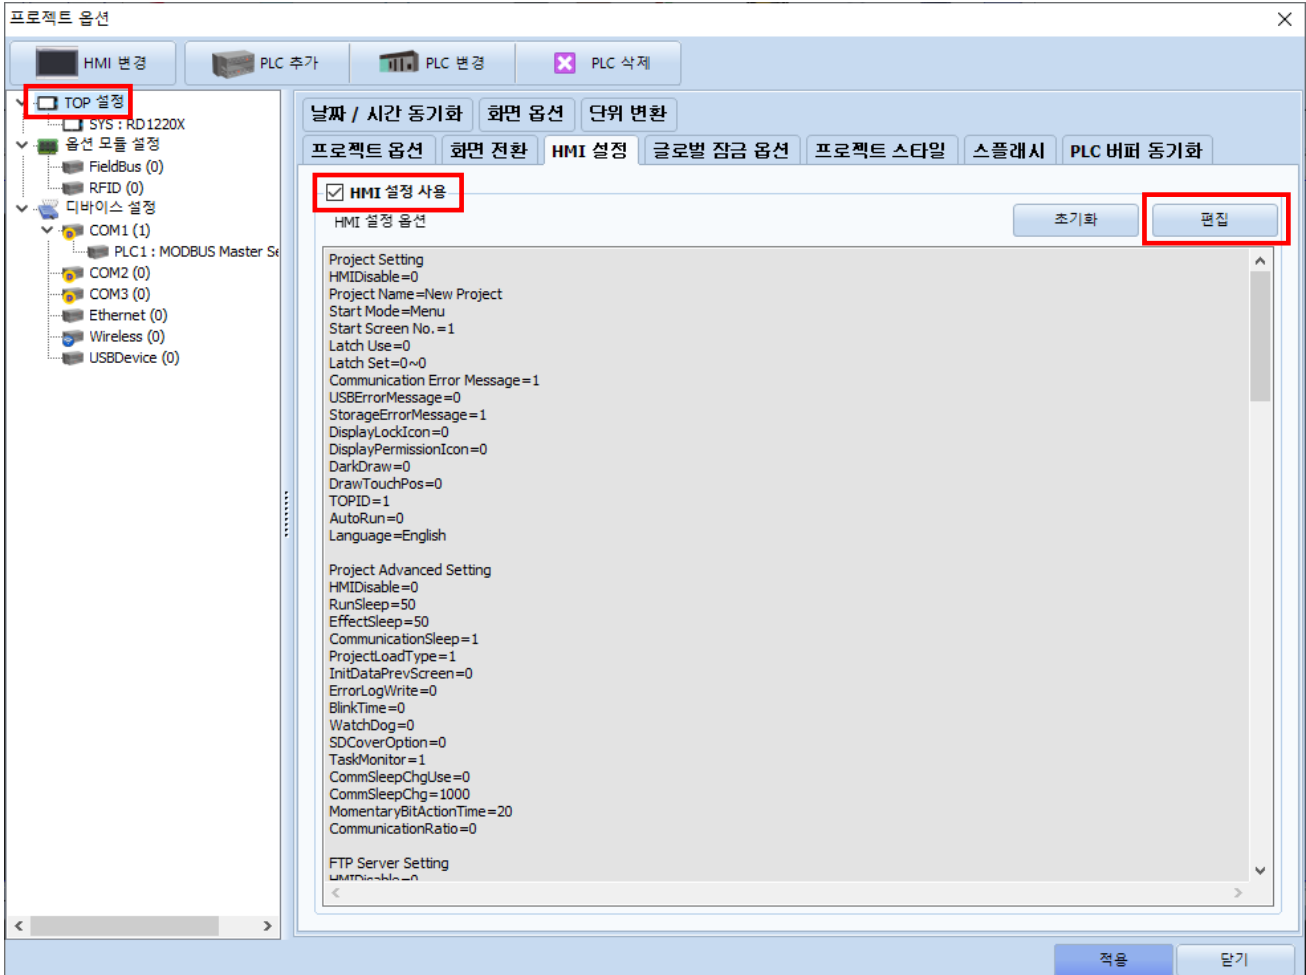 프로젝트 옵션
HMI 변경
PLC 추가
PLC 변경
PLC 삭제
TOP 설정
SYS : RD1220X
옵션 모듈 설정
FieldBus (0)
RFID (0)
디바이스 설정
COM1 (1)
PLC1 : MODBUS Master Se
COM2 (0)
COM3 (0)
Ethernet (0)
Wireless (0)
USBDevice (0)
날짜 / 시간 동기화 화면 옵션 단위 변환
프로젝트 옵션 화면 전환 HMI 설정 글로벌 잠금 옵션 프로젝트 스타일 스플래시 PLC 버퍼 동기화
HMI 설정 사용
HMI 설정 옵션
초기화
편집
Project Setting
HMIDisable=0
Project Name=New Project
Start Mode=Menu
Start Screen No.=1
Latch Use=0
Latch Set=0~0
Communication Error Message=1
USBErrorMessage=0
StorageErrorMessage=1
DisplayLockIcon=0
DisplayPermissionIcon=0
DarkDraw=0
DrawTouchPos=0
TOPID=1
AutoRun=0
Language=English
Project Advanced Setting
HMIDisable=0
RunSleep=50
EffectSleep=50
CommunicationSleep=1
ProjectLoadType=1
InitDataPrevScreen=0
ErrorLogWrite=0
BlinkTime=0
WatchDog=0
SDCoverOption=0
TaskMonitor=1
CommSleepChgUse=0
CommSleepChg=1000
MomentaryBitActionTime=20
CommunicationRatio=0
FTP Server Setting
HMIDisable=0
적용
닫기